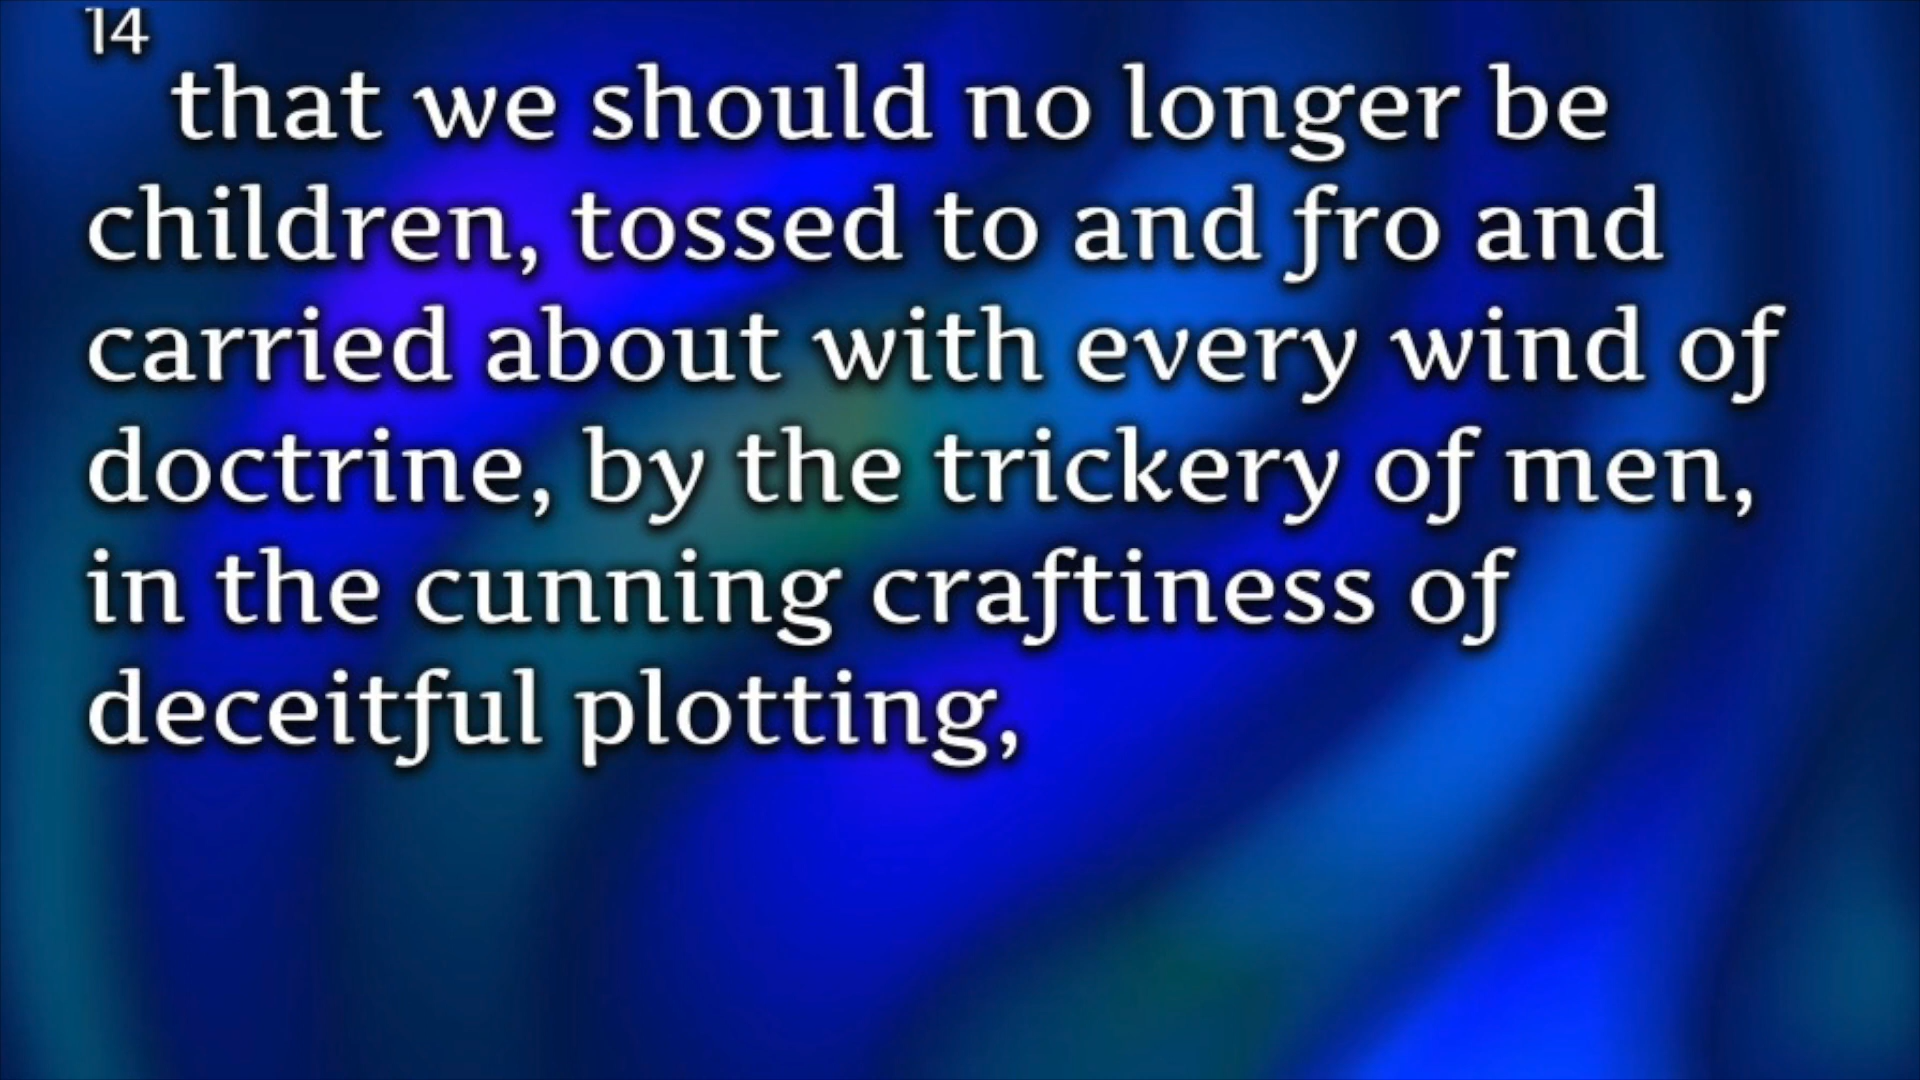 14
that we should no longer be
children, tossed to and fro and
carried about with every wind of
doctrine, by the trickery of men,
in the cunning craftiness of
deceitful plotting,